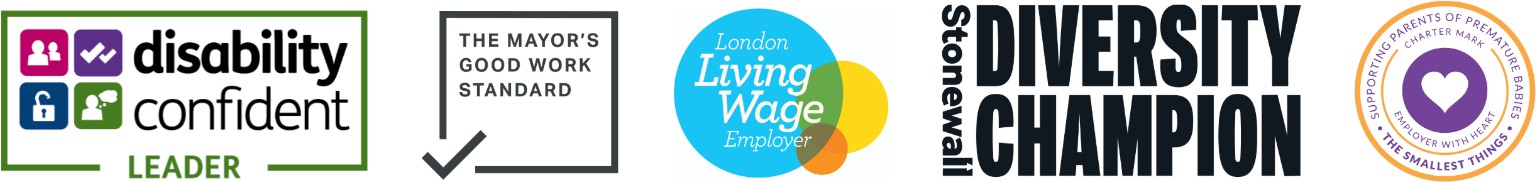 disability
confident
LEADER
THE MAYOR'S
GOOD WORK
STANDARD
London
Living
Wage
Employer
Stonewall
DIVERSITY
CHAMPION
SUPPORTING PARENTS OF PREMATURE BABIES
CHARTER MARK
EMPLOYER WITH HEART
• THE SMALLEST THINGS •